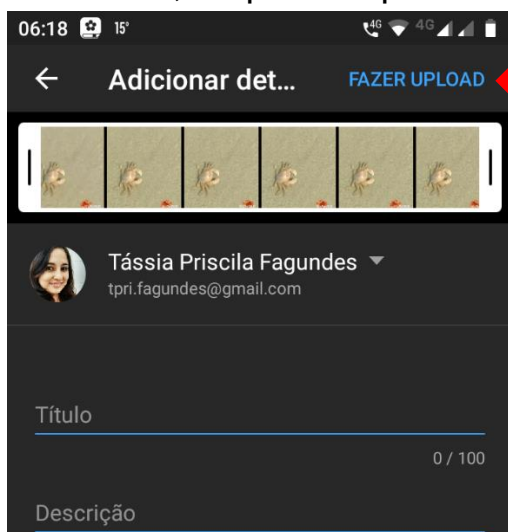 06:18 15° 4G 4G
Adicionar det... FAZER UPLOAD
Tássia Priscila Fagundes
tpri.fagundes@gmail.com
Título
0 / 100
Descrição